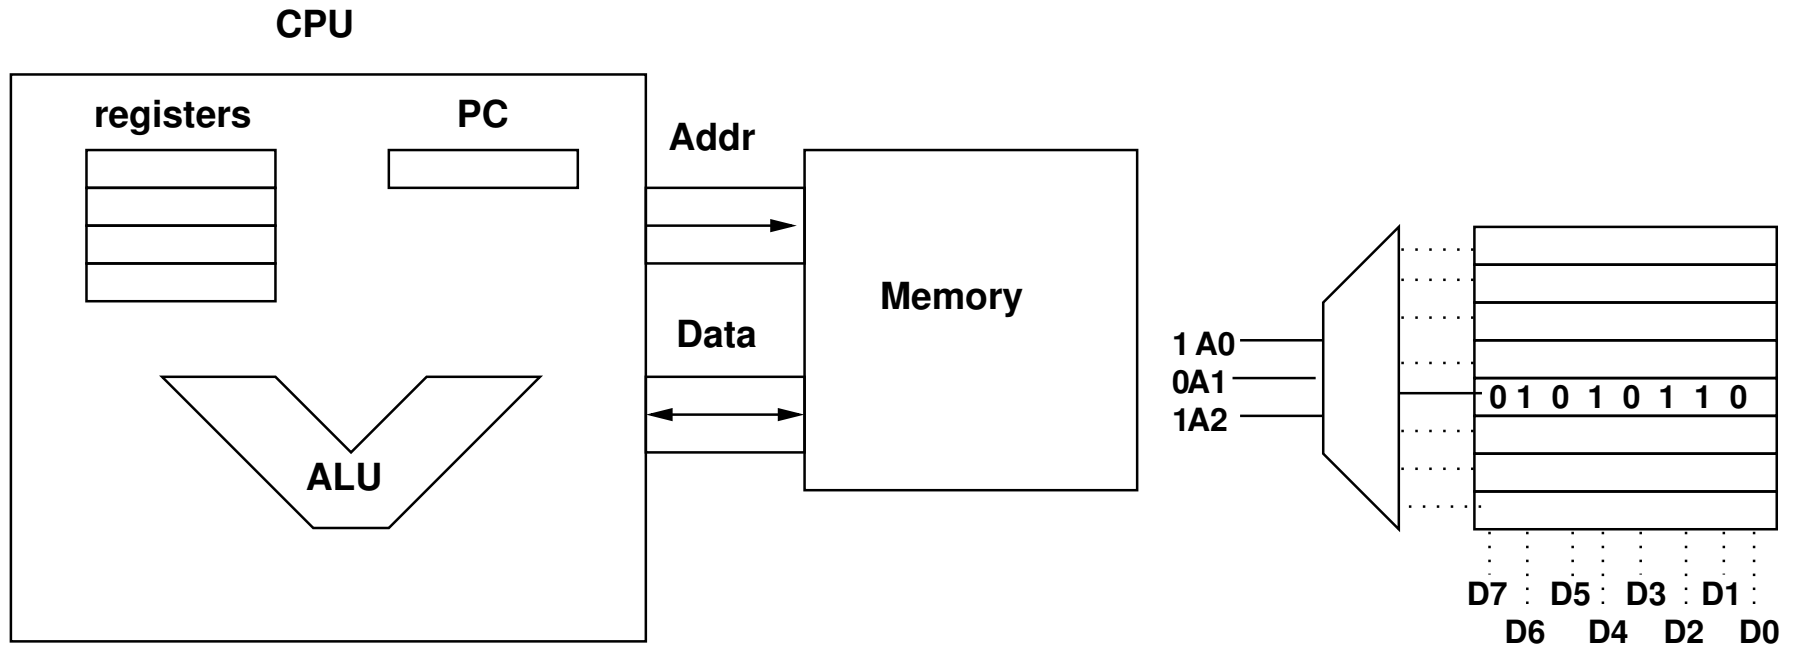 CPU
registers
PC
Addr
Data
Memory
ALU
1 A0
0A1
1A2
0 1 0 1 0 1 1 0
D7 D5 D3 D1
D6 D4 D2 D0